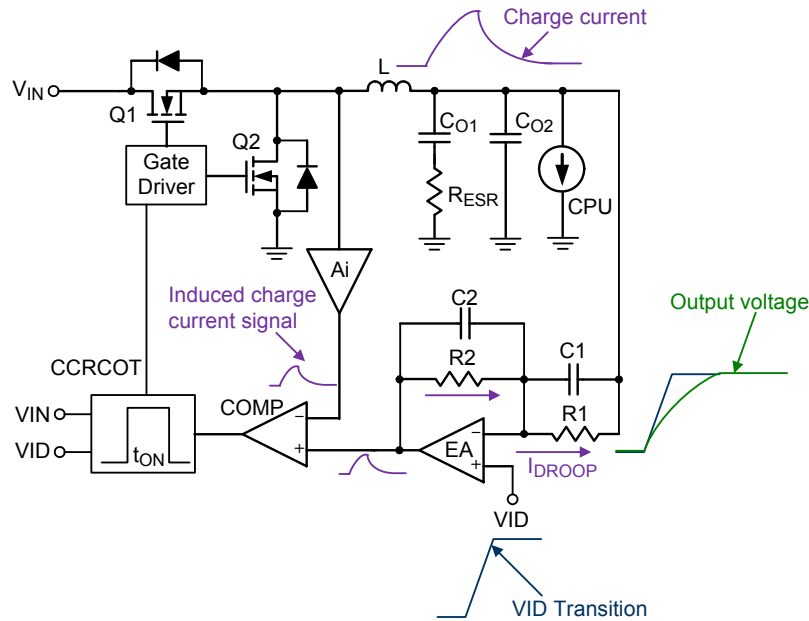 Charge current
L
VIN
Q1
Q2
CO1
CO2
Gate
Driver
RESR
CPU
Ai
Induced charge
current signal
C2
Output voltage
R2
C1
CCRCOT
COMP
R1
VIN
VID
tON
−
+
EA
−
+
IDROOP
VID
VID Transition